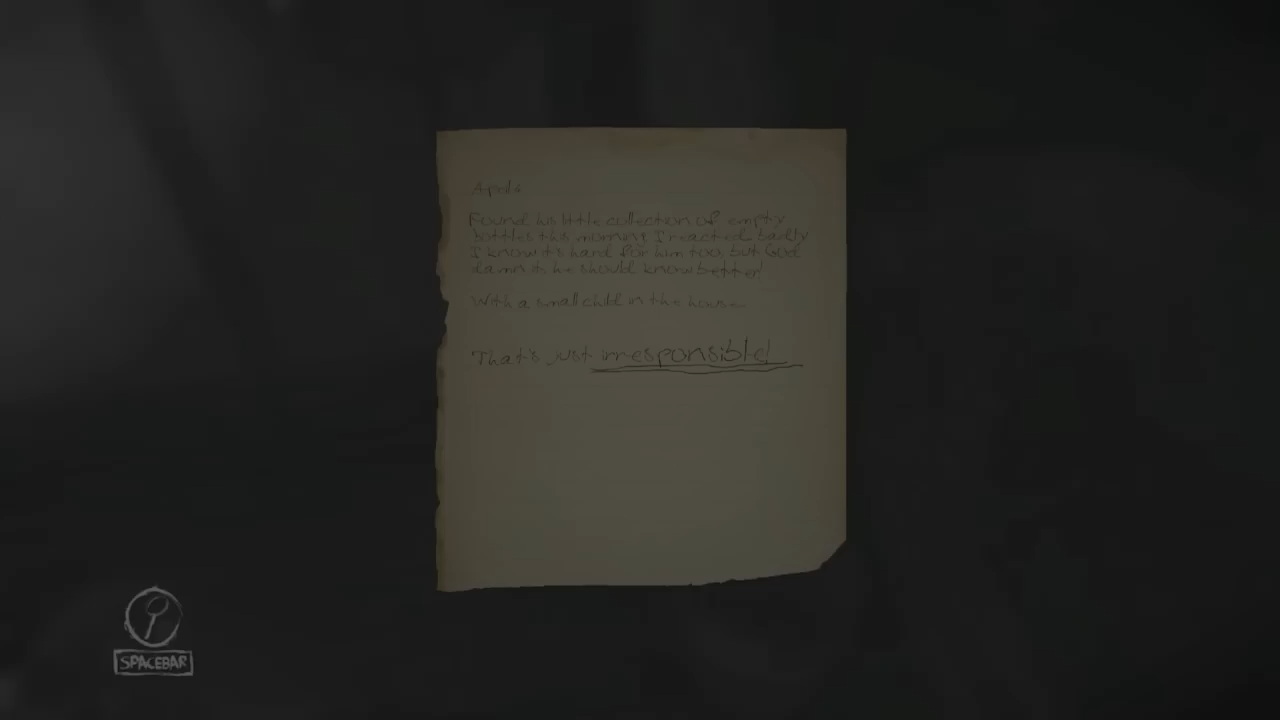 April 6
Found his little collection of empty
bottles this morning. I reacted badly
I know it's hard for him too, but God
damn it, he should know better!
With a small child in the house...
That's just irresponsible!
SPACEBAR